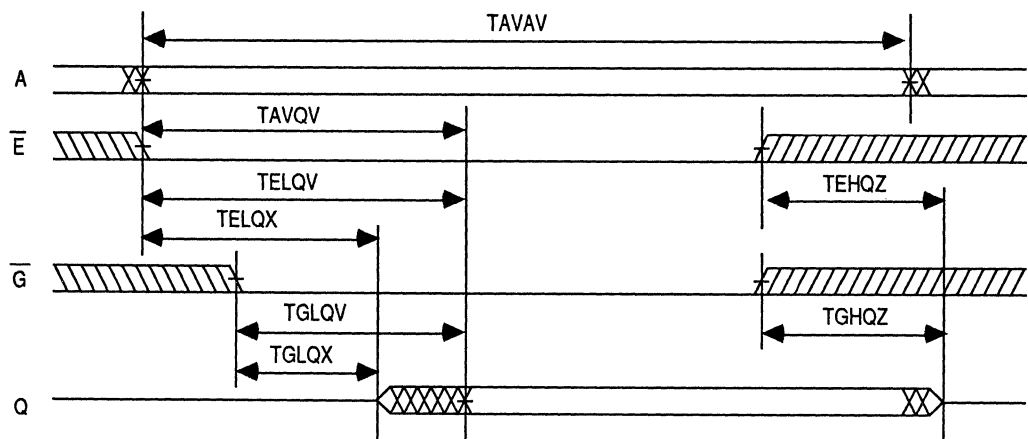 TAVAV
A
TAVQV
E̅
TELQV
TEHQZ
TELQX
G̅
TGLQV
TGHQZ
TGLQX
Q